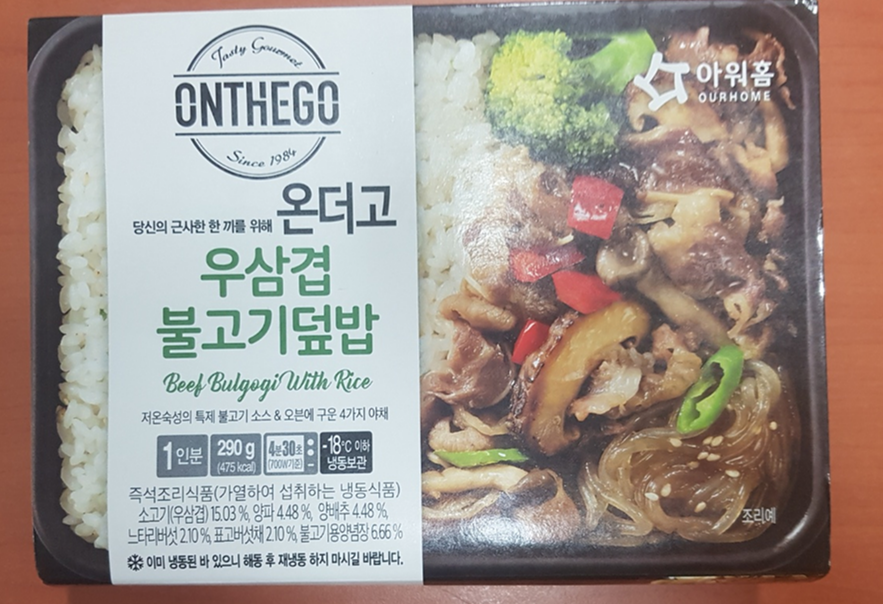 Tasty Gourmet
ONTHEGO
Since 1984
아워홈
OURHOME
당신의 근사한 한 끼를 위해 온더고
우삼겹
불고기덮밥
Beef Bulgogi With Rice
저온숙성의 특제 불고기 소스 & 오븐에 구운 4가지 야채
1인분 290 g (475 kcal) 4분30초 (700W기준) -18℃ 이하 냉동보관
즉석조리식품(가열하여 섭취하는 냉동식품)
소고기(우삼겹) 15.03 %, 양파 4.48 %, 양배추 4.48 %,
느타리버섯 2.10 %, 표고버섯채 2.10 %, 불고기용양념장 6.66 %
이미 냉동된 바 있으니 해동 후 재냉동 하지 마시길 바랍니다.
조리예